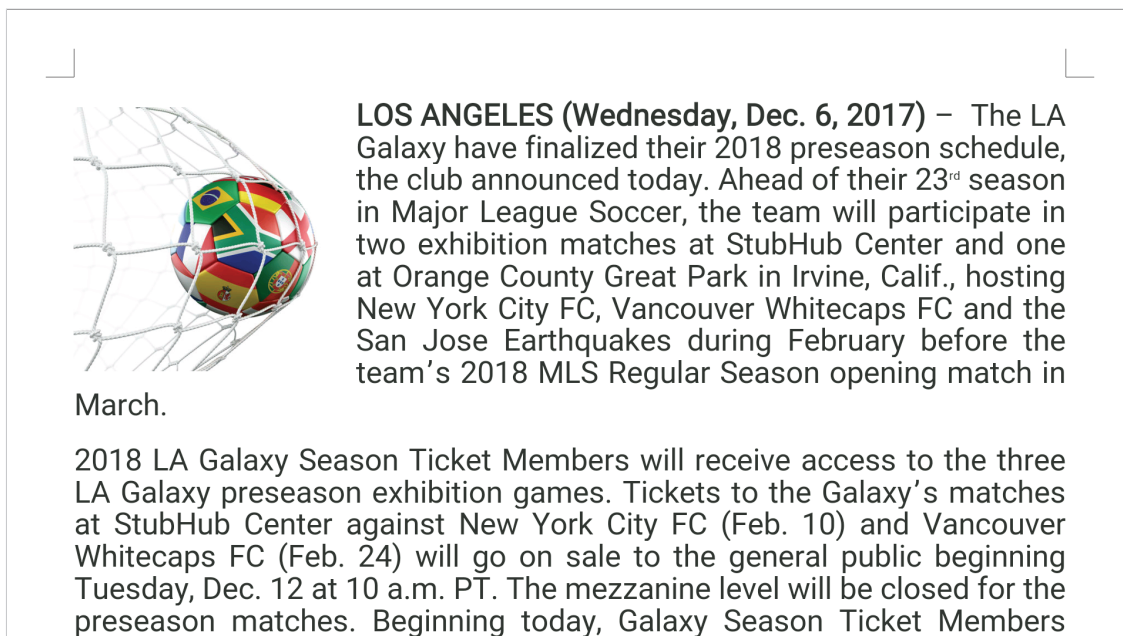 LOS ANGELES (Wednesday, Dec. 6, 2017) – The LA
Galaxy have finalized their 2018 preseason schedule,
the club announced today. Ahead of their 23rd season
in Major League Soccer, the team will participate in
two exhibition matches at StubHub Center and one
at Orange County Great Park in Irvine, Calif., hosting
New York City FC, Vancouver Whitecaps FC and the
San Jose Earthquakes during February before the
team’s 2018 MLS Regular Season opening match in
March.
2018 LA Galaxy Season Ticket Members will receive access to the three
LA Galaxy preseason exhibition games. Tickets to the Galaxy’s matches
at StubHub Center against New York City FC (Feb. 10) and Vancouver
Whitecaps FC (Feb. 24) will go on sale to the general public beginning
Tuesday, Dec. 12 at 10 a.m. PT. The mezzanine level will be closed for the
preseason matches. Beginning today, Galaxy Season Ticket Members